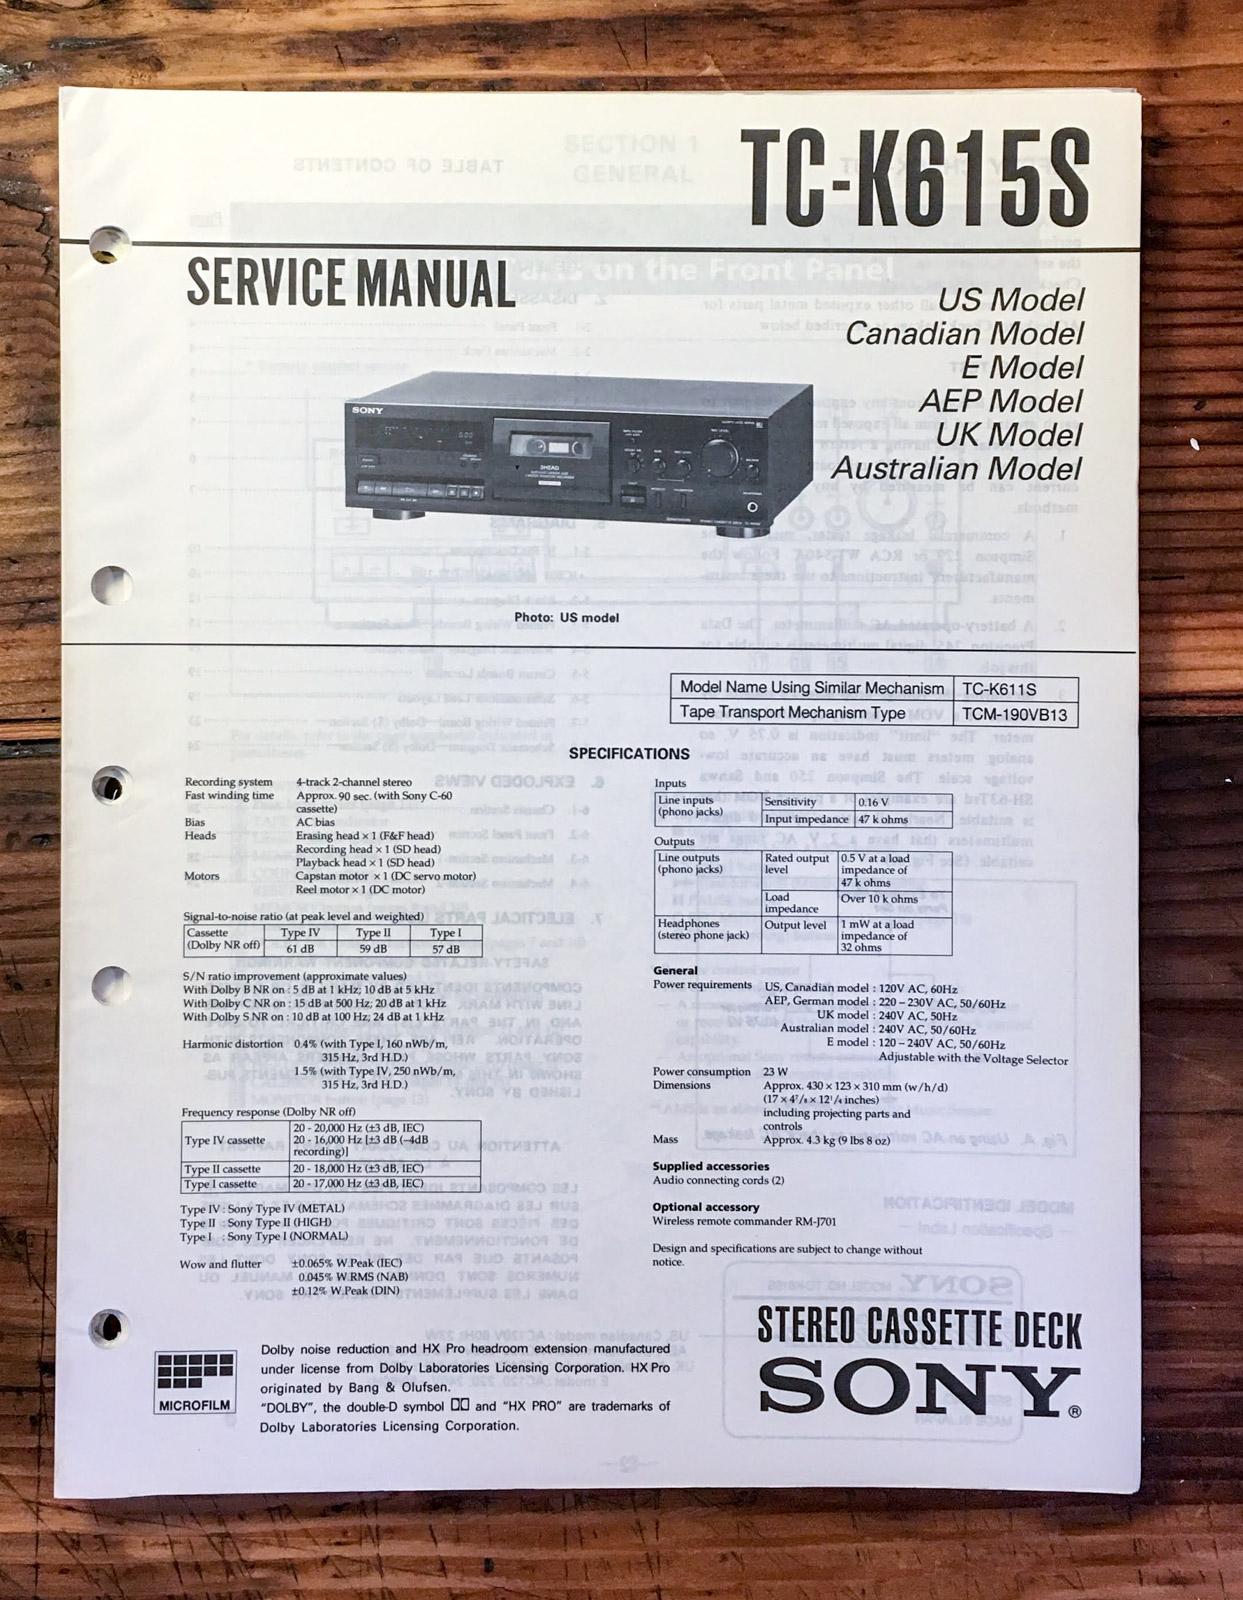 TC-K615S
SERVICE MANUAL
US Model
Canadian Model
E Model
AEP Model
UK Model
Australian Model
SONY
3HEAD
Photo: US model
Model Name Using Similar Mechanism TC-K611S
Tape Transport Mechanism Type TCM-190VB13
SPECIFICATIONS
Recording system 4-track 2-channel stereo
Fast winding time Approx. 90 sec. (with Sony C-60
cassette)
Bias AC bias
Heads Erasing head × 1 (F&F head)
Recording head × 1 (SD head)
Playback head × 1 (SD head)
Motors Capstan motor × 1 (DC servo motor)
Reel motor × 1 (DC motor)
Signal-to-noise ratio (at peak level and weighted)
Cassette Type IV Type II Type I
(Dolby NR off) 61 dB 59 dB 57 dB
S/N ratio improvement (approximate values)
With Dolby B NR on : 5 dB at 1 kHz; 10 dB at 5 kHz
With Dolby C NR on : 15 dB at 500 Hz; 20 dB at 1 kHz
With Dolby S NR on : 10 dB at 100 Hz; 24 dB at 1 kHz
Harmonic distortion 0.4% (with Type I, 160 nWb/m,
315 Hz, 3rd H.D.)
1.5% (with Type IV, 250 nWb/m,
315 Hz, 3rd H.D.)
Frequency response (Dolby NR off)
Type IV cassette 20 - 20,000 Hz (±3 dB, IEC)
20 - 16,000 Hz [±3 dB (−4dB
recording)]
Type II cassette 20 - 18,000 Hz (±3 dB, IEC)
Type I cassette 20 - 17,000 Hz (±3 dB, IEC)
Type IV : Sony Type IV (METAL)
Type II : Sony Type II (HIGH)
Type I : Sony Type I (NORMAL)
Wow and flutter ±0.065% W.Peak (IEC)
0.045% W.RMS (NAB)
±0.12% W.Peak (DIN)
Inputs
Line inputs Sensitivity 0.16 V
(phono jacks) Input impedance 47 k ohms
Outputs
Line outputs Rated output 0.5 V at a load
(phono jacks) level impedance of
47 k ohms
Load Over 10 k ohms
impedance
Headphones Output level 1 mW at a load
(stereo phone jack) impedance of
32 ohms
General
Power requirements US, Canadian model : 120V AC, 60Hz
AEP, German model : 220 – 230V AC, 50/60Hz
UK model : 240V AC, 50Hz
Australian model : 240V AC, 50/60Hz
E model : 120 – 240V AC, 50/60Hz
Adjustable with the Voltage Selector
Power consumption 23 W
Dimensions Approx. 430 × 123 × 310 mm (w/h/d)
(17 × 4 7/8 × 12 1/4 inches)
including projecting parts and
controls
Mass Approx. 4.3 kg (9 lbs 8 oz)
Supplied accessories
Audio connecting cords (2)
Optional accessory
Wireless remote commander RM-J701
Design and specifications are subject to change without
notice.
MICROFILM
Dolby noise reduction and HX Pro headroom extension manufactured
under license from Dolby Laboratories Licensing Corporation. HX Pro
originated by Bang & Olufsen.
"DOLBY", the double-D symbol and "HX PRO" are trademarks of
Dolby Laboratories Licensing Corporation.
STEREO CASSETTE DECK
SONY®